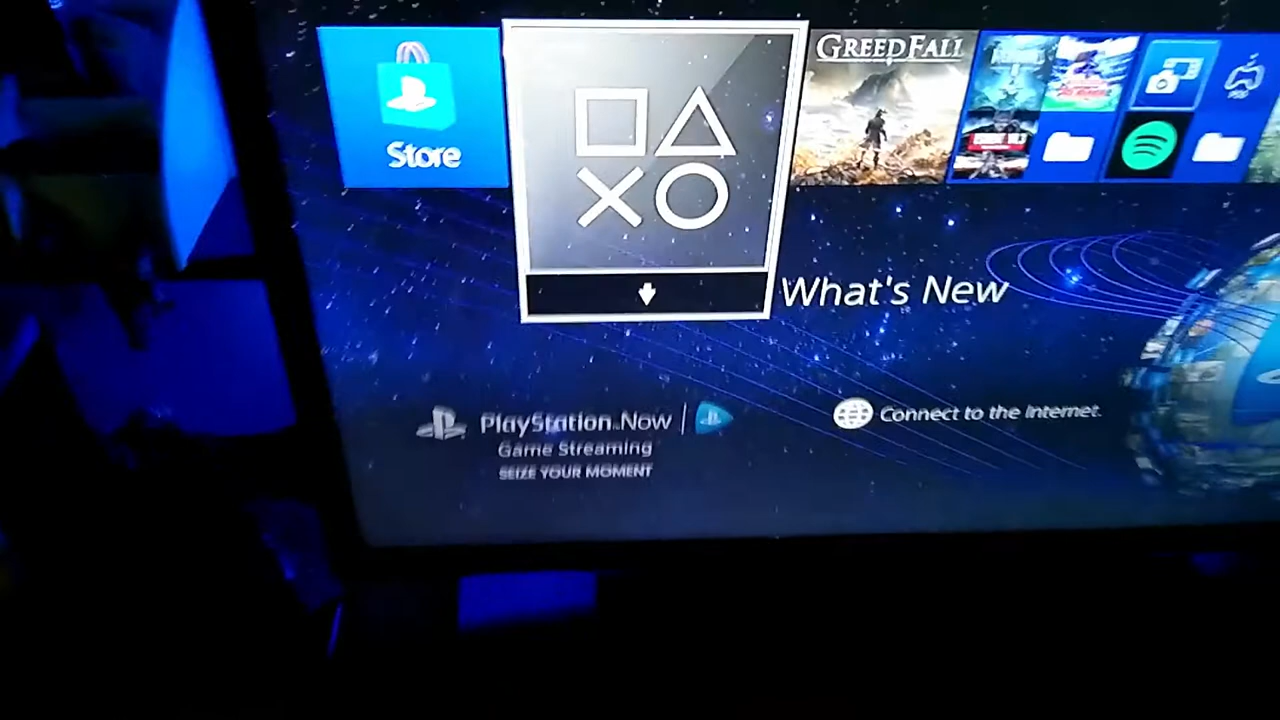 Store
GREEDFALL
What's New
PlayStation Now
Game Streaming
SEIZE YOUR MOMENT
Connect to the Internet.